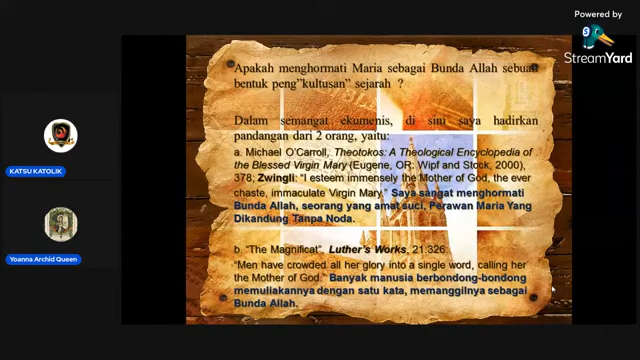 Powered by
StreamYard
Apakah menghormati Maria sebagai Bunda Allah sebuah
bentuk peng"kultusan" sejarah ?
Dalam semangat ekumenis, di sini saya hadirkan
pandangan dari 2 orang, yaitu:
a. Michael O'Carroll, Theotokos: A Theological Encyclopedia of
the Blessed Virgin Mary (Eugene, OR: Wipf and Stock, 2000),
378; Zwingli: "I esteem immensely the Mother of God, the ever
chaste, immaculate Virgin Mary." Saya sangat menghormati
Bunda Allah, seorang yang amat suci, Perawan Maria Yang
Dikandung Tanpa Noda.
b. "The Magnificat", Luther's Works, 21:326.
"Men have crowded all her glory into a single word, calling her
the Mother of God." Banyak manusia berbondong-bondong
memuliakannya dengan satu kata, memanggilnya sebagai
Bunda Allah.
KATSU KATOLIK
Yoanna Archid Queen